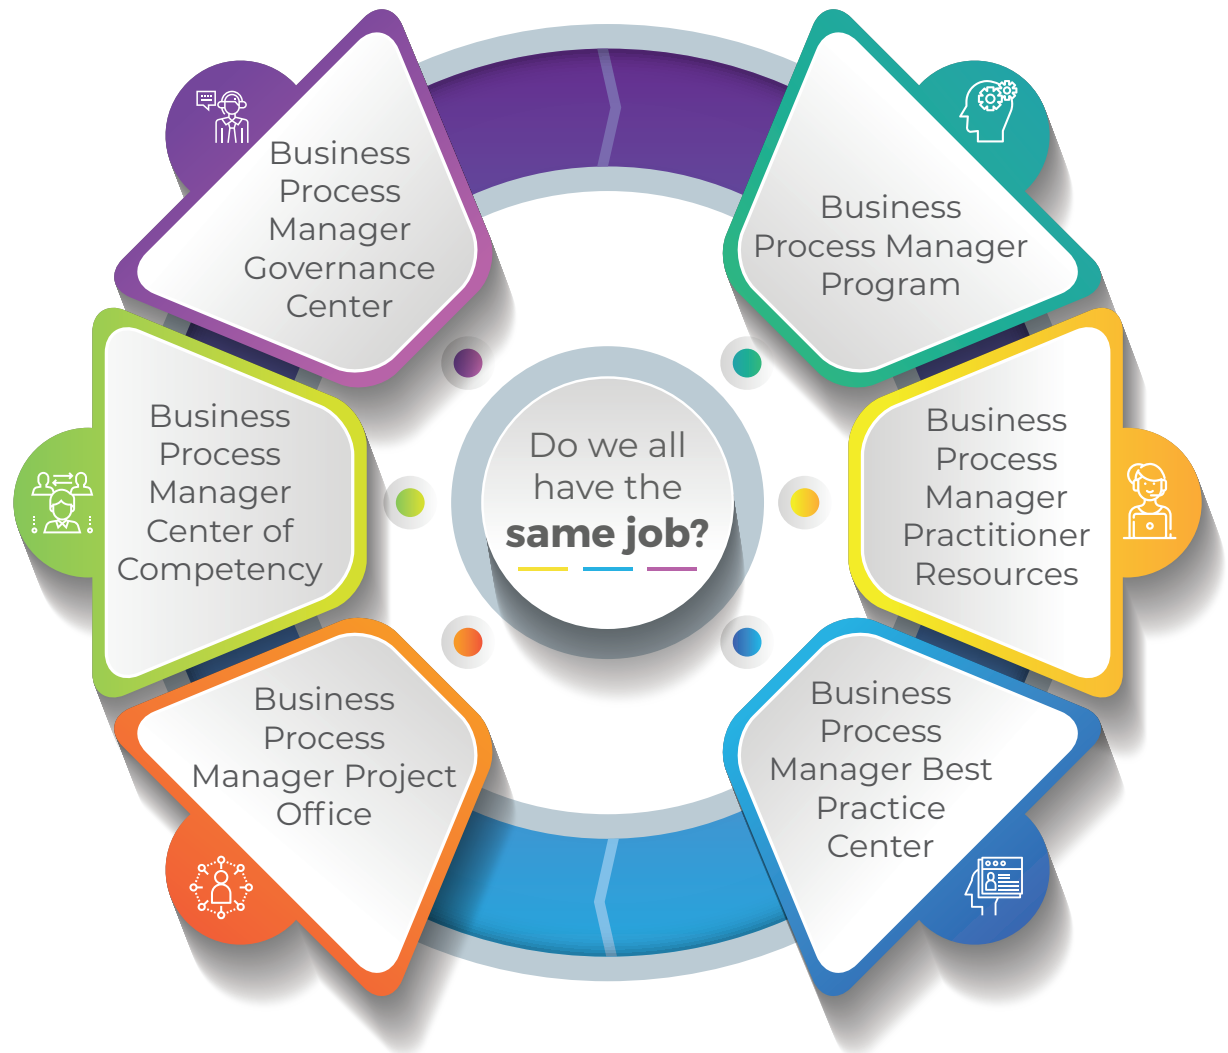 Business
Process
Manager
Governance
Center
Business
Process Manager
Program
Business
Process
Manager
Center of
Competency
Do we all
have the
same job?
Business
Process
Manager
Practitioner
Resources
Business
Process
Manager Project
Office
Business
Process
Manager Best
Practice
Center